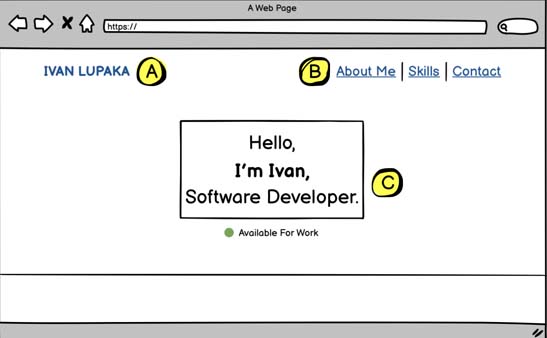 A Web Page
https://
IVAN LUPAKA A B About Me Skills Contact
Hello,
I'm Ivan,
Software Developer.
C
Available For Work